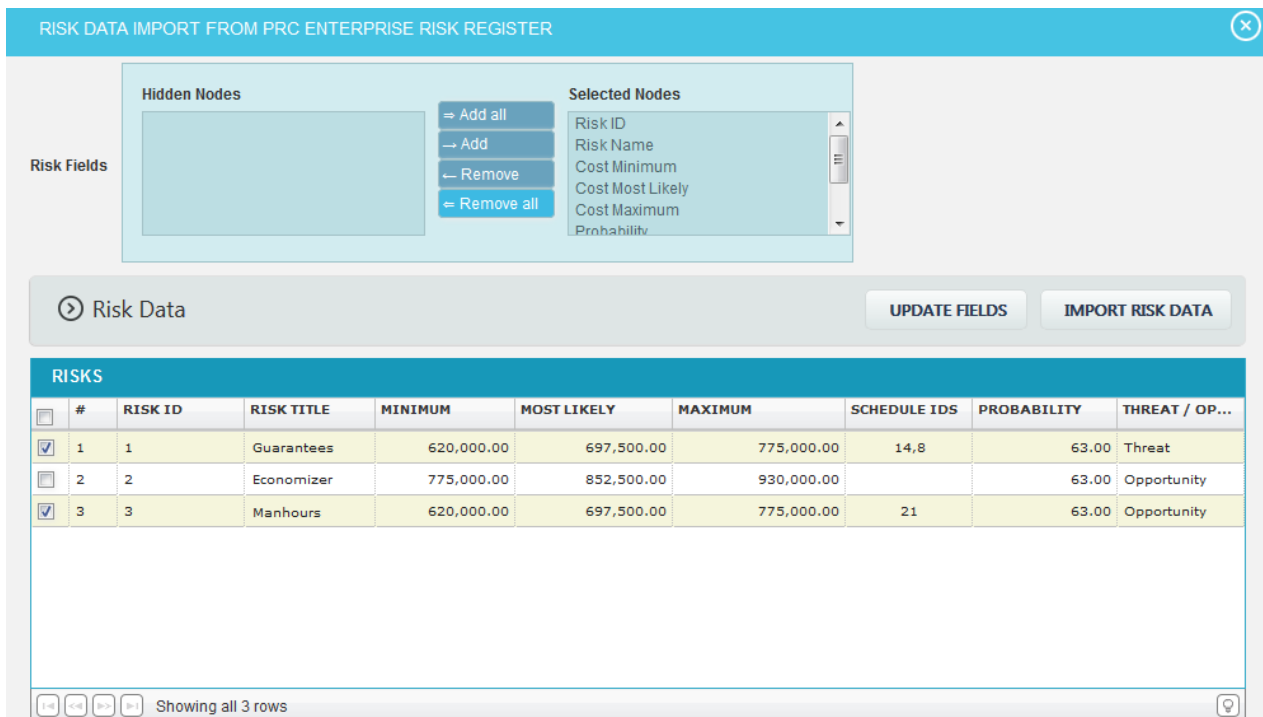 RISK DATA IMPORT FROM PRC ENTERPRISE RISK REGISTER
Risk Fields
Hidden Nodes
⇒ Add all
→ Add
← Remove
⇐ Remove all
Selected Nodes
Risk ID
Risk Name
Cost Minimum
Cost Most Likely
Cost Maximum
Probability
Risk Data
UPDATE FIELDS
IMPORT RISK DATA
RISKS
# RISK ID RISK TITLE MINIMUM MOST LIKELY MAXIMUM SCHEDULE IDS PROBABILITY THREAT / OP...
1 1 Guarantees 620,000.00 697,500.00 775,000.00 14,8 63.00 Threat
2 2 Economizer 775,000.00 852,500.00 930,000.00 63.00 Opportunity
3 3 Manhours 620,000.00 697,500.00 775,000.00 21 63.00 Opportunity
Showing all 3 rows